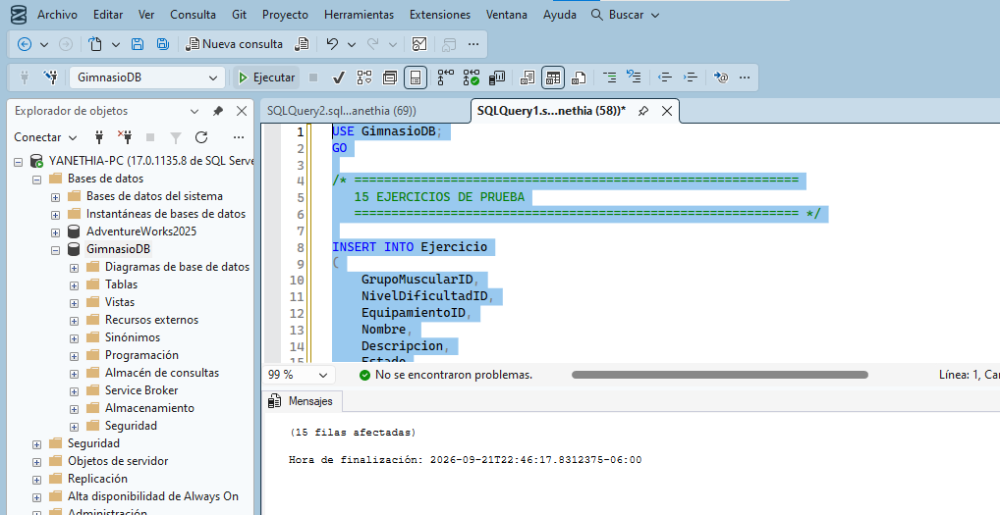 Archivo Editar Ver Consulta Git Proyecto Herramientas Extensiones Ventana Ayuda Buscar
Nueva consulta
GimnasioDB Ejecutar
Explorador de objetos
Conectar
YANETHIA-PC (17.0.1135.8 de SQL Serve
Bases de datos
Bases de datos del sistema
Instantáneas de bases de datos
AdventureWorks2025
GimnasioDB
Diagramas de base de datos
Tablas
Vistas
Recursos externos
Sinónimos
Programación
Almacén de consultas
Service Broker
Almacenamiento
Seguridad
Seguridad
Objetos de servidor
Replicación
Alta disponibilidad de Always On
Administración
SQLQuery2.sql...anethia (69)) SQLQuery1.s...nethia (58))*
1 USE GimnasioDB;
2 GO
3
4 /* ============================================================
5 15 EJERCICIOS DE PRUEBA
6 ============================================================ */
7
8 INSERT INTO Ejercicio
9 (
10 GrupoMuscularID,
11 NivelDificultadID,
12 EquipamientoID,
13 Nombre,
14 Descripcion,
15 Estado
99 % No se encontraron problemas. Línea: 1, Car
Mensajes
(15 filas afectadas)
Hora de finalización: 2026-09-21T22:46:17.8312375-06:00